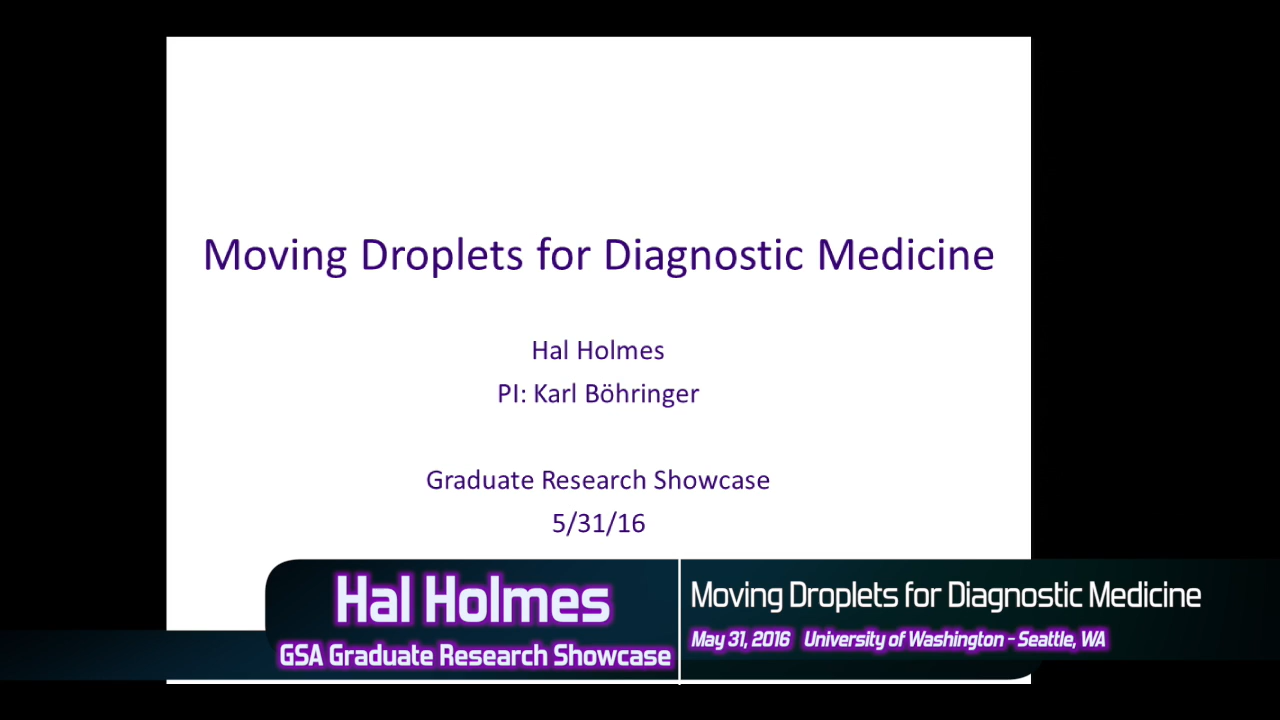 Moving Droplets for Diagnostic Medicine
Hal Holmes
PI: Karl Böhringer
Graduate Research Showcase
5/31/16
Hal Holmes
GSA Graduate Research Showcase
Moving Droplets for Diagnostic Medicine
May 31, 2016 University of Washington - Seattle, WA